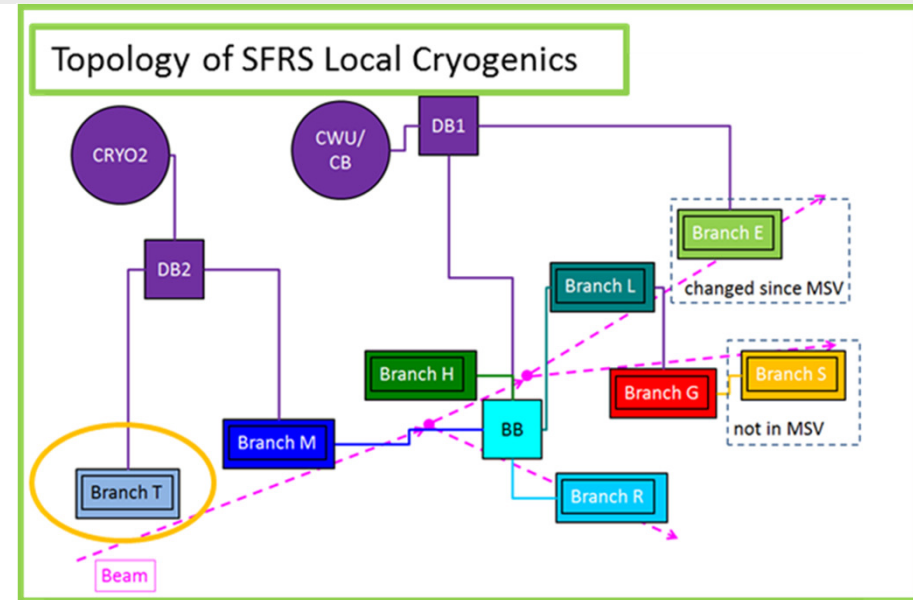 Topology of SFRS Local Cryogenics
CRYO2
CWU/
CB
DB1
DB2
Branch E
changed since MSV
Branch L
Branch H
Branch G
Branch S
not in MSV
Branch M
BB
Branch T
Branch R
Beam